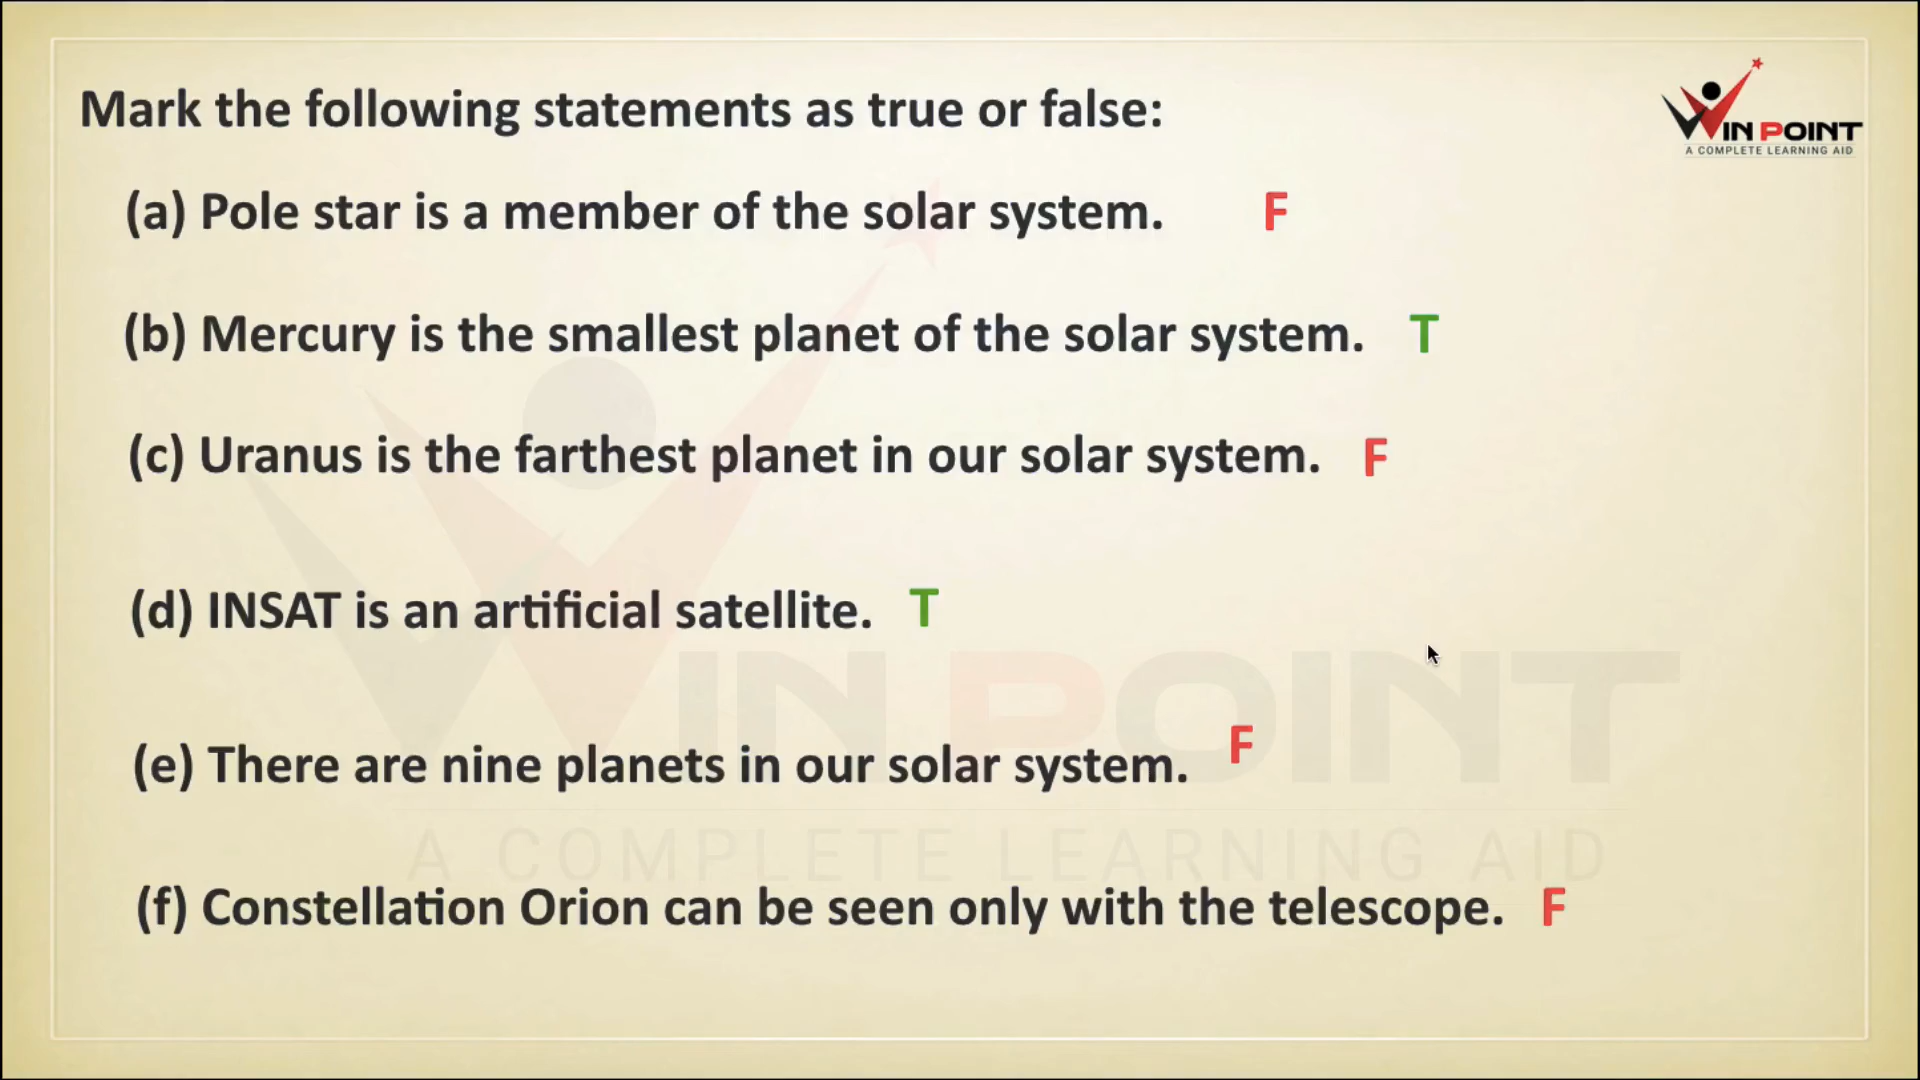 Mark the following statements as true or false:
WIN POINT
A COMPLETE LEARNING AID
(a) Pole star is a member of the solar system. F
(b) Mercury is the smallest planet of the solar system. T
(c) Uranus is the farthest planet in our solar system. F
(d) INSAT is an artificial satellite. T
WIN POINT
(e) There are nine planets in our solar system. F
A COMPLETE LEARNING AID
(f) Constellation Orion can be seen only with the telescope. F